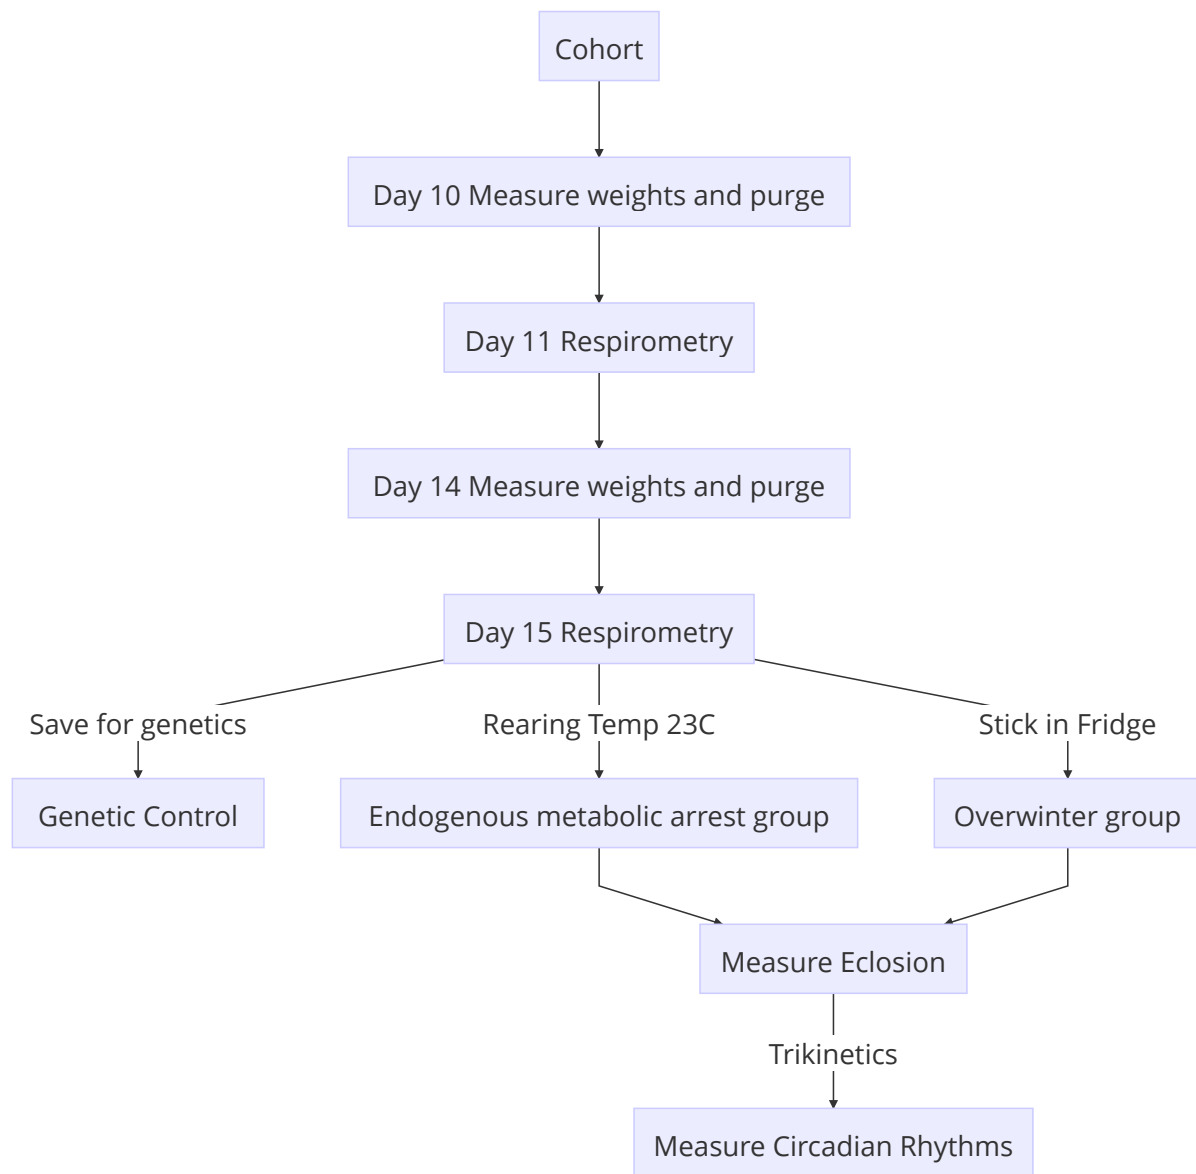 Cohort
Day 10 Measure weights and purge
Day 11 Respirometry
Day 14 Measure weights and purge
Day 15 Respirometry
Save for genetics
Rearing Temp 23C
Stick in Fridge
Genetic Control
Endogenous metabolic arrest group
Overwinter group
Measure Eclosion
Trikinetics
Measure Circadian Rhythms